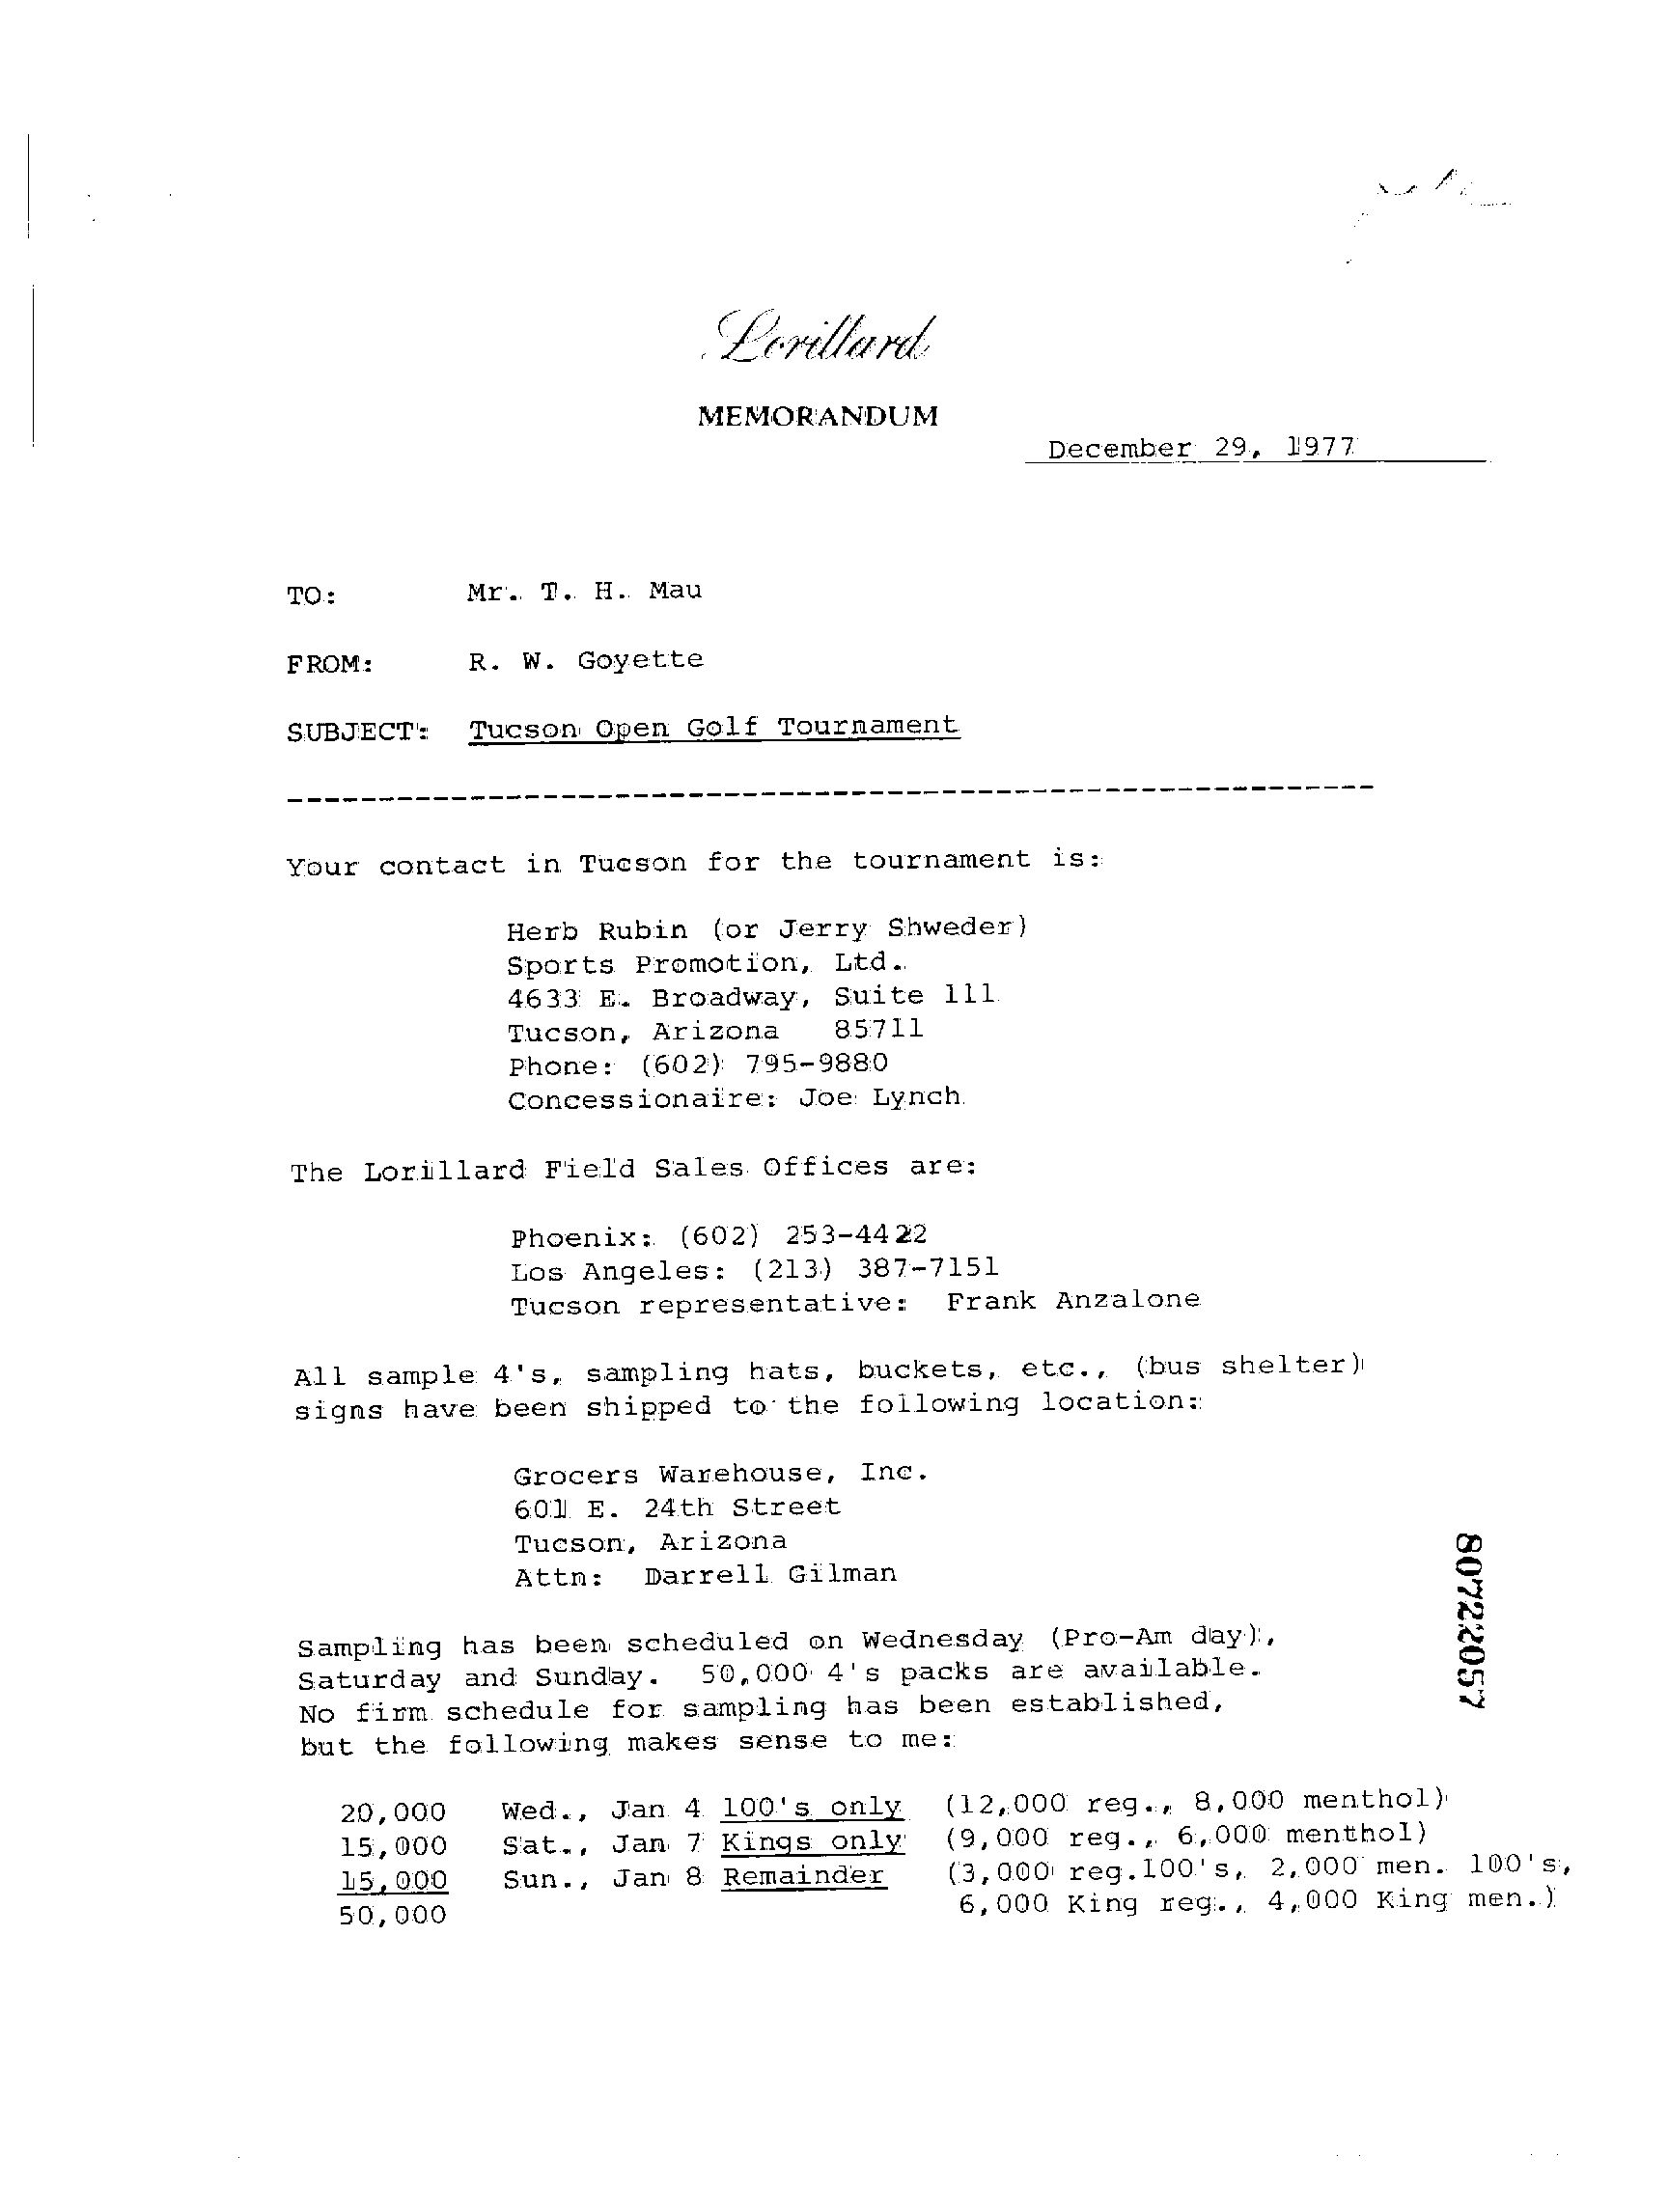 Lorillard
MEMORANDUM
December 29, 1977
TO: Mr. T. H. Mau
FROM: R. W. Goyette
SUBJECT: Tucson Open Golf Tournament
------------------------------------------------------------
Your contact in Tucson for the tournament is:
Herb Rubin (or Jerry Shweder)
Sports Promotion, Ltd.
4633 E. Broadway, Suite 111
Tucson, Arizona 85711
Phone: (602) 795-9880
Concessionaire: Joe Lynch
The Lorillard Field Sales Offices are:
Phoenix: (602) 253-4422
Los Angeles: (213) 387-7151
Tucson representative: Frank Anzalone
All sample 4's, sampling hats, buckets, etc., (bus shelter)
signs have been shipped to the following location:
Grocers Warehouse, Inc.
601 E. 24th Street
Tucson, Arizona
Attn: Darrell Gilman
Sampling has been scheduled on Wednesday (Pro-Am day),
Saturday and Sunday. 50,000 4's packs are available.
No firm schedule for sampling has been established,
but the following makes sense to me:
20,000 Wed., Jan 4 100's only (12,000 reg., 8,000 menthol)
15,000 Sat., Jan 7 Kings only (9,000 reg., 6,000 menthol)
15,000 Sun., Jan 8 Remainder (3,000 reg.100's, 2,000 men. 100's,
50,000 6,000 King reg., 4,000 King men.)
80722057